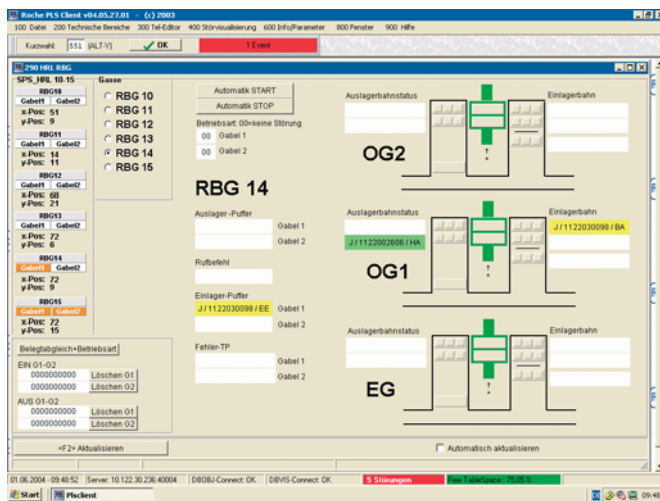 Roche PLS Client v04.05.27.01 - (c) 2003
100 Datei 200 Technische Bereiche 300 Tel-Editor 400 Störvisualisierung 600 Info/Parameter 800 Fenster 900 Hilfe
Kurzwahl: 551 (ALT-Y) OK 1 Event
290 HRL RBG
SPS_HRL 10-15
RBG10
Gabel1 Gabel2
x-Pos: 51
y-Pos: 9
RBG11
Gabel1 Gabel2
x-Pos: 14
y-Pos: 11
RBG12
Gabel1 Gabel2
x-Pos: 68
y-Pos: 21
RBG13
Gabel1 Gabel2
x-Pos: 72
y-Pos: 6
RBG14
Gabel1 Gabel2
x-Pos: 72
y-Pos: 9
RBG15
Gabel1 Gabel2
x-Pos: 72
y-Pos: 15
Gasse
RBG 10
RBG 11
RBG 12
RBG 13
RBG 14
RBG 15
Belegtabgleich+Betriebsart
EIN G1-G2
0000000000 Löschen G1
0000000000 Löschen G2
AUS G1-G2
0000000000 Löschen G1
0000000000 Löschen G2
Automatik START
Automatik STOP
Betriebsart: 00=keine Störung
00 Gabel 1
00 Gabel 2
RBG 14
Auslager-Puffer
Gabel 1
Gabel 2
Rufbefehl
Einlager-Puffer
J / 1122030098 / EE Gabel 1
Gabel 2
Fehler-TP
Gabel 1
Gabel 2
Auslagerbahnstatus
Einlagerbahn
OG2
Auslagerbahnstatus
J / 1122002606 / HA
Einlagerbahn
J / 1122030098 / BA
OG1
Auslagerbahnstatus
Einlagerbahn
EG
<F2> Aktualisieren
Automatisch aktualisieren
01.06.2004 - 09:48:52 Server: 10.122.30.236:40004 DBOBJ-Connect: OK DBVIS-Connect: OK 5 Störungen Free TableSpace : 75,05 %
Start Plsclient